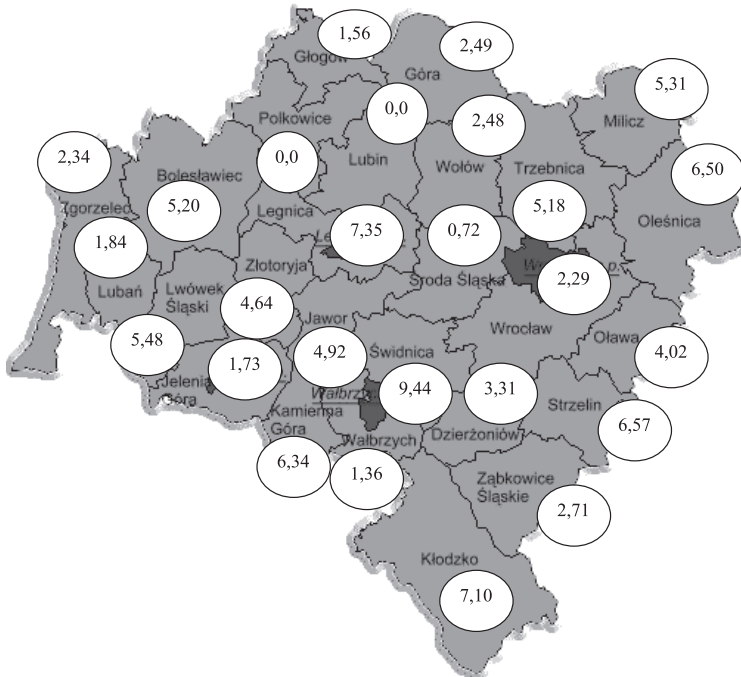 1,56
Głogów
2,49
Góra
5,31
Milicz
0,0
Polkowice
2,48
2,34
0,0
Lubin
Wołów
Trzebnica
6,50
Bolesławiec
Zgorzelec
5,20
Legnica
5,18
Oleśnica
1,84
7,35
0,72
Złotoryja
Środa Śląska
2,29
Lubań
Lwówek
Śląski
4,64
Jawor
Wrocław
Oława
5,48
1,73
4,92
Świdnica
4,02
Jelenia
Góra
9,44
3,31
Strzelin
Kamienna
Góra
Wałbrzych
Dzierżoniów
6,57
6,34
1,36
Ząbkowice
Śląskie
2,71
Kłodzko
7,10